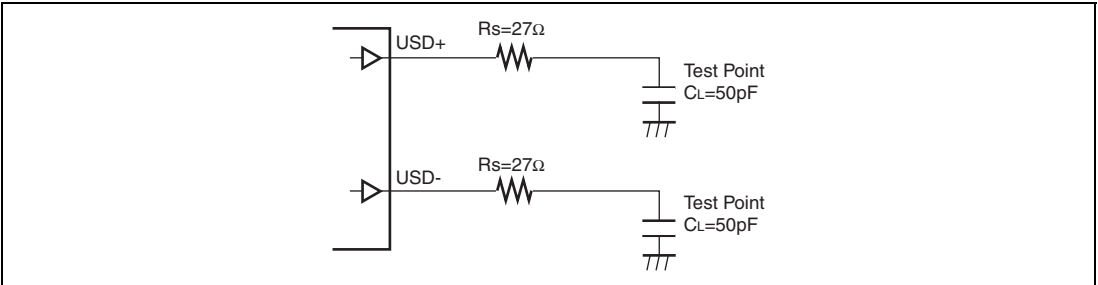 USD+
Rs=27Ω
Test Point
CL=50pF
USD-
Rs=27Ω
Test Point
CL=50pF